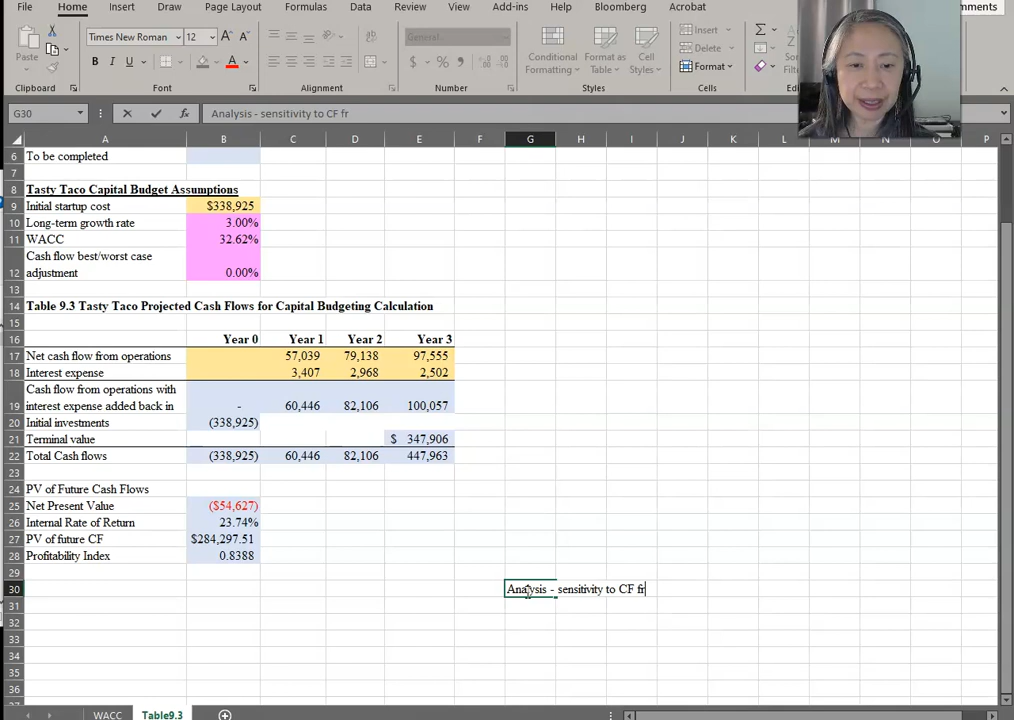 File Home Insert Draw Page Layout Formulas Data Review View Add-ins Help Bloomberg Acrobat mments
Paste Times New Roman 12 A A General Conditional Formatting Format as Table Cell Styles Insert Delete Format
B I U A $ % 9
Clipboard Font Alignment Number Styles Cells
G30 fx Analysis - sensitivity to CF fr
A B C D E F G H I J K L M N O P
6 To be completed
7
8 Tasty Taco Capital Budget Assumptions
9 Initial startup cost $338,925
10 Long-term growth rate 3.00%
11 WACC 32.62%
Cash flow best/worst case
12 adjustment 0.00%
13
14 Table 9.3 Tasty Taco Projected Cash Flows for Capital Budgeting Calculation
15
16 Year 0 Year 1 Year 2 Year 3
17 Net cash flow from operations 57,039 79,138 97,555
18 Interest expense 3,407 2,968 2,502
Cash flow from operations with
19 interest expense added back in - 60,446 82,106 100,057
20 Initial investments (338,925)
21 Terminal value $ 347,906
22 Total Cash flows (338,925) 60,446 82,106 447,963
23
24 PV of Future Cash Flows
25 Net Present Value ($54,627)
26 Internal Rate of Return 23.74%
27 PV of future CF $284,297.51
28 Profitability Index 0.8388
29
30 Analysis - sensitivity to CF fr
31
32
33
34
35
36
WACC Table9.3